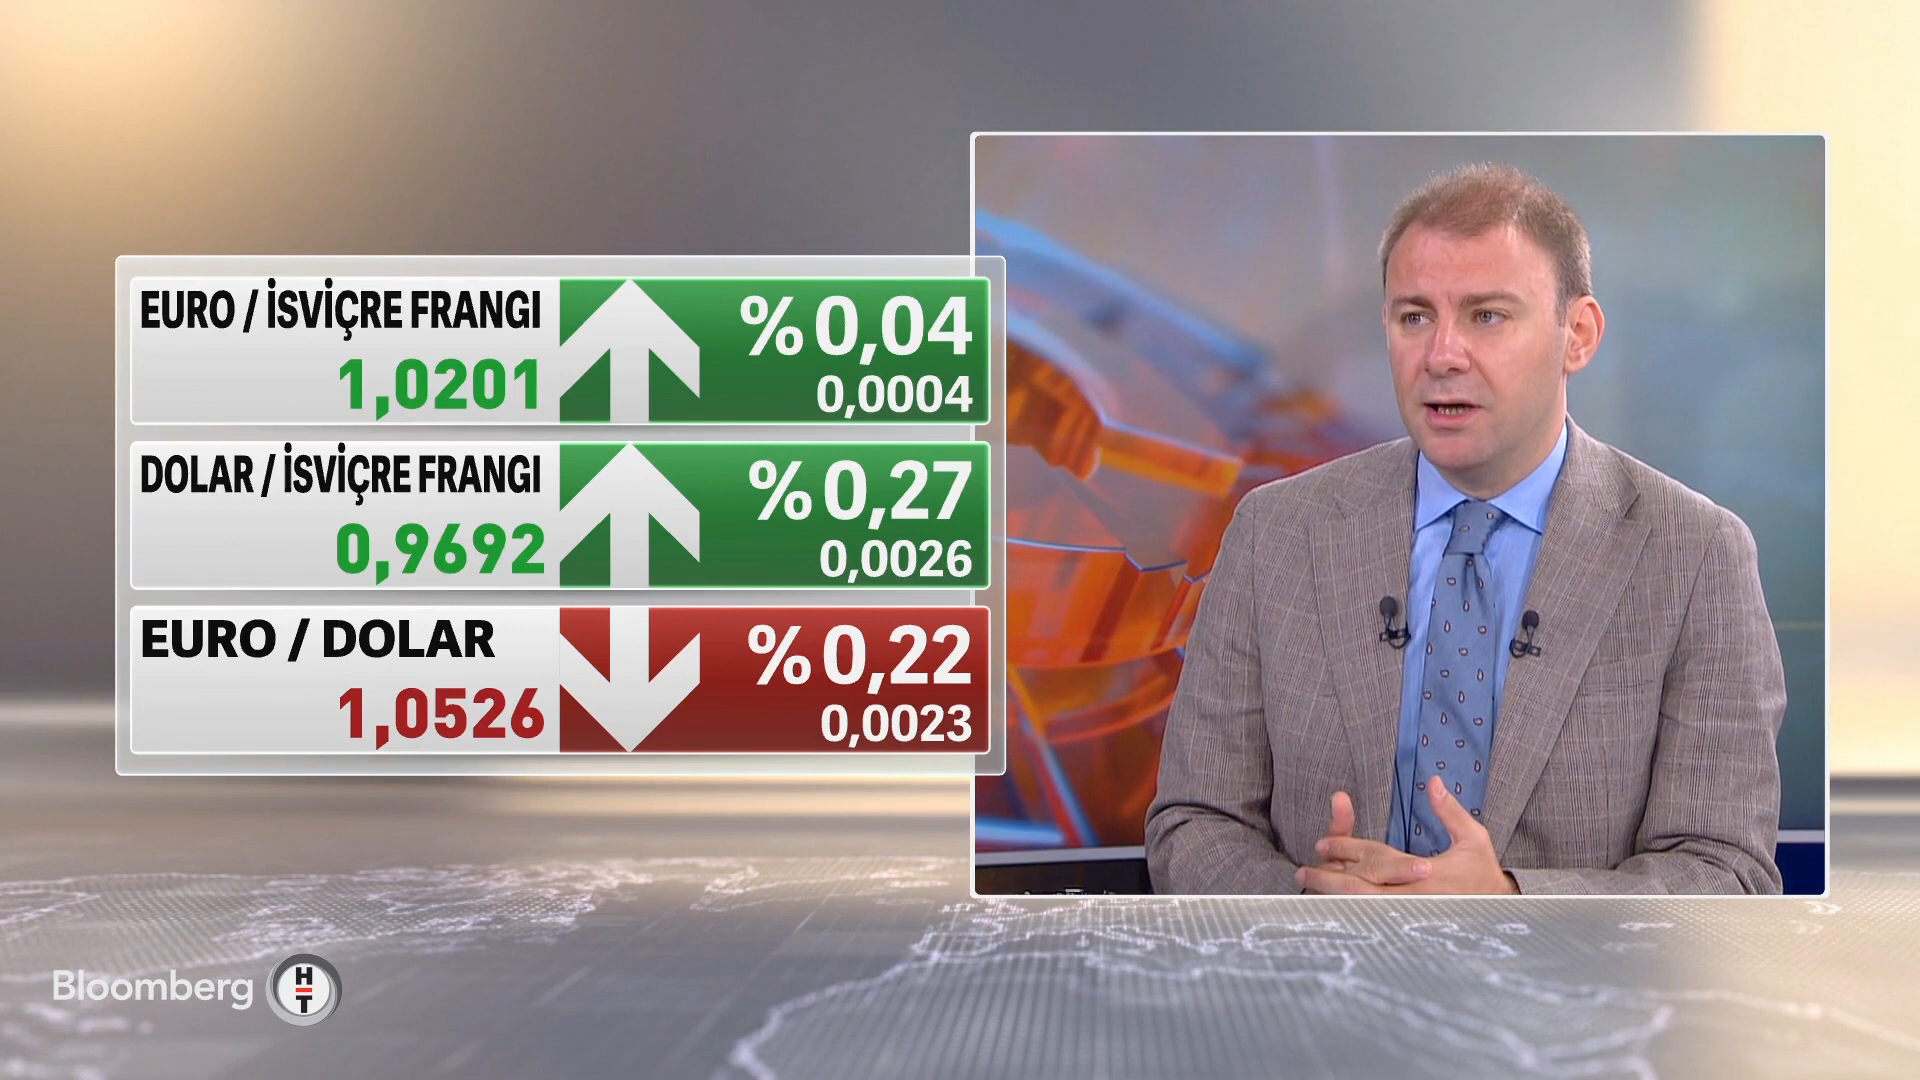 EURO / İSVİÇRE FRANGI
1,0201
%0,04
0,0004
DOLAR / İSVİÇRE FRANGI
0,9692
%0,27
0,0026
EURO / DOLAR
1,0526
%0,22
0,0023
Bloomberg HT